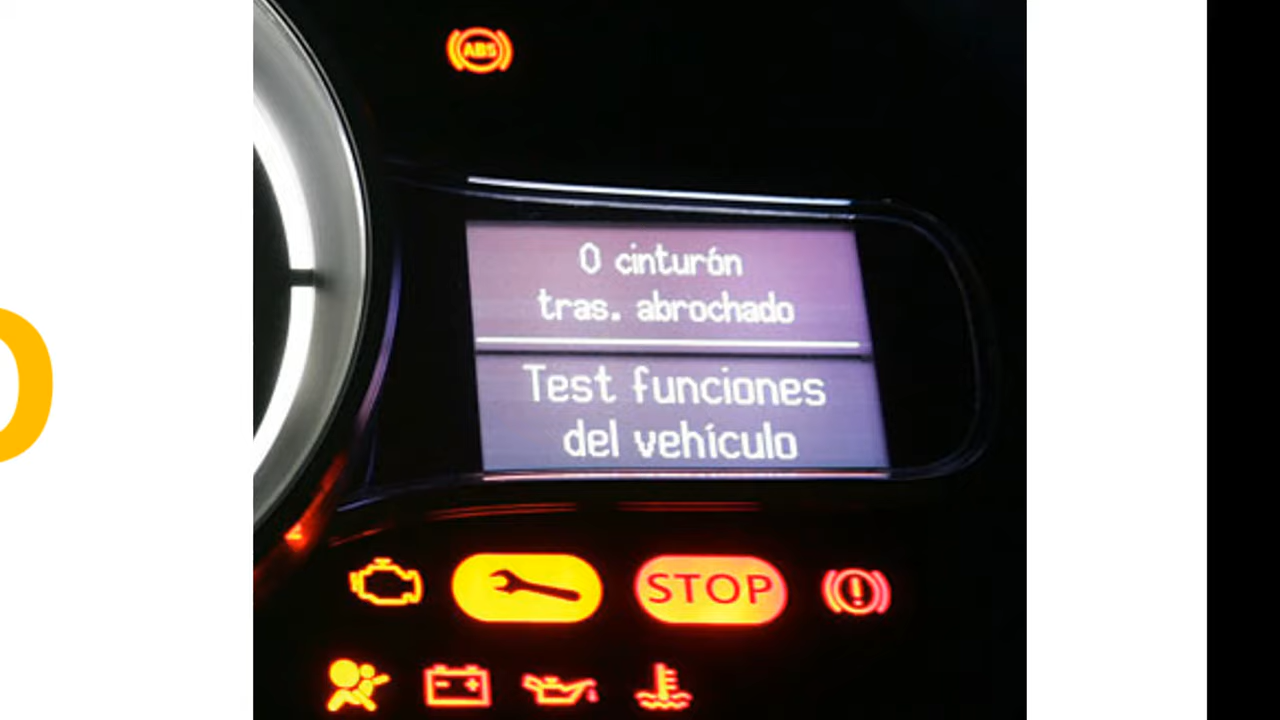 ABS
0 cinturón
tras. abrochado
Test funciones
del vehículo
STOP